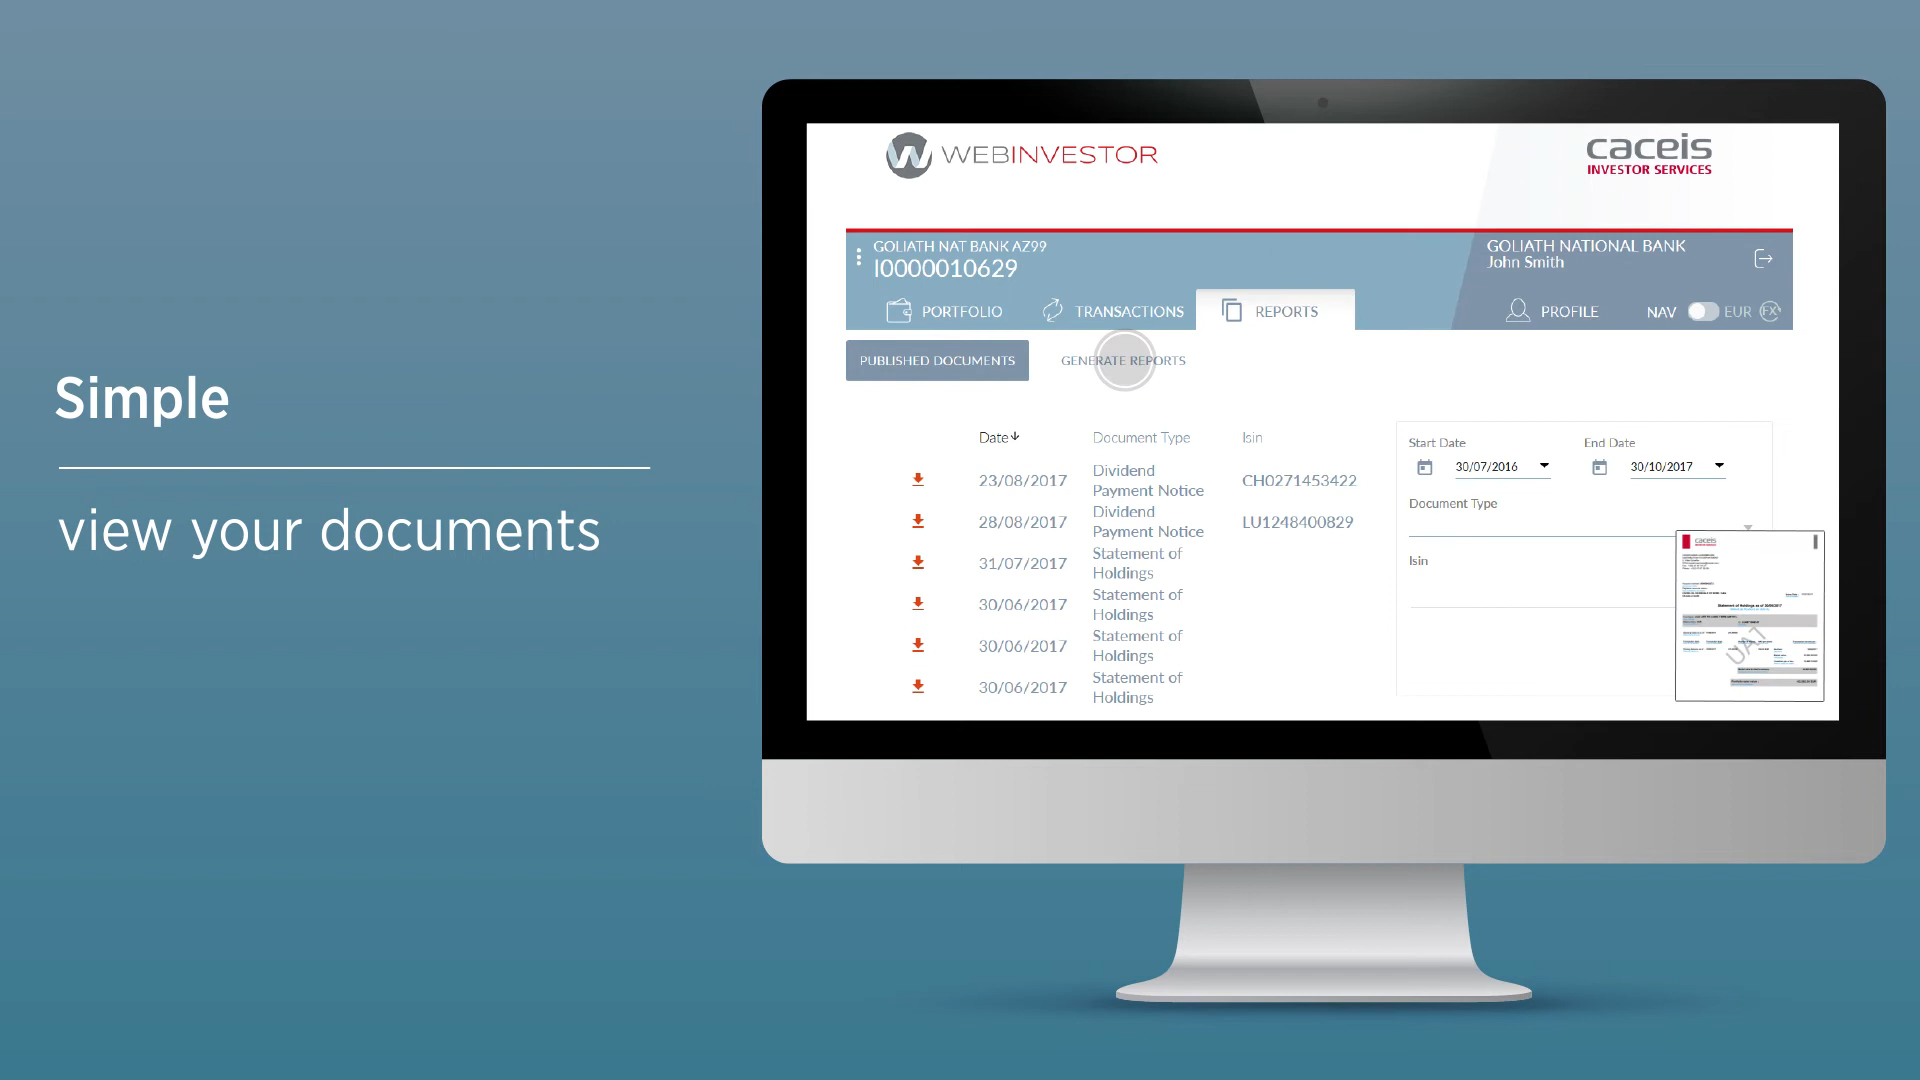 Simple
view your documents
WEBINVESTOR
caceis
INVESTOR SERVICES
GOLIATH NAT BANK AZ99
I0000010629
GOLIATH NATIONAL BANK
John Smith
PORTFOLIO
TRANSACTIONS
REPORTS
PROFILE
NAV
EUR
FX
PUBLISHED DOCUMENTS
GENERATE REPORTS
Date
Document Type
Isin
23/08/2017
Dividend
Payment Notice
CH0271453422
28/08/2017
Dividend
Payment Notice
LU1248400829
31/07/2017
Statement of
Holdings
30/06/2017
Statement of
Holdings
30/06/2017
Statement of
Holdings
30/06/2017
Statement of
Holdings
Start Date
End Date
30/07/2016
30/10/2017
Document Type
Isin
caceis
UAT